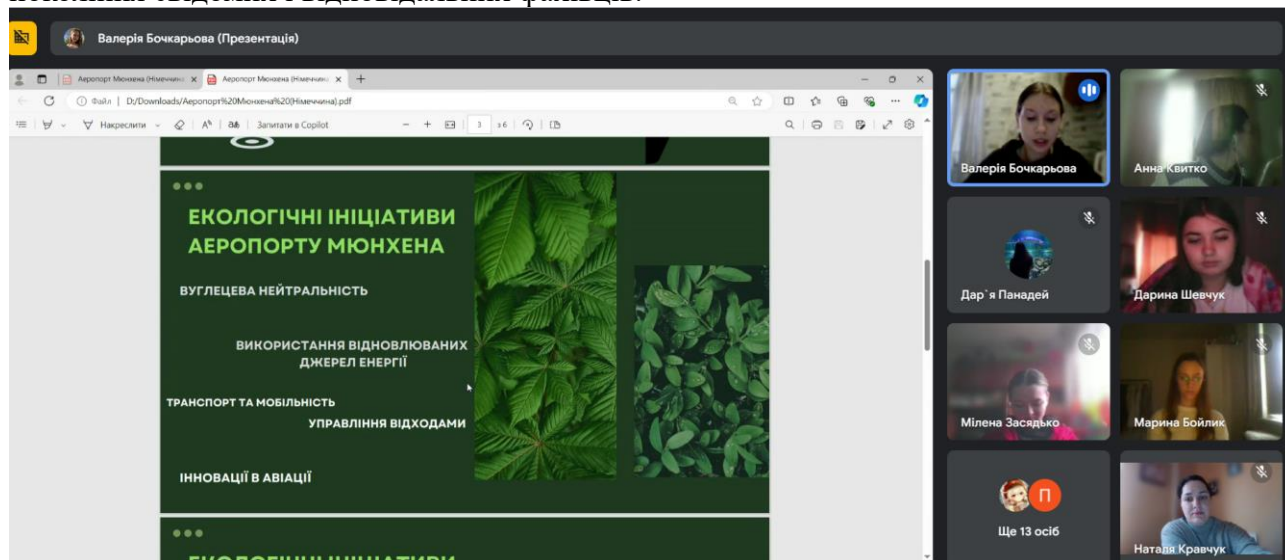 Валерія Бочкарьова (Презентація)
Аеропорт Мюнхена (Німеччина)
Аеропорт Мюнхена (Німеччина)
Файл | D:/Downloads/Аеропорт%20Мюнхена%20(Німеччина).pdf
Накреслити
Запитати в Copilot
3 з 6
ЕКОЛОГІЧНІ ІНІЦІАТИВИ
АЕРОПОРТУ МЮНХЕНА
ВУГЛЕЦЕВА НЕЙТРАЛЬНІСТЬ
ВИКОРИСТАННЯ ВІДНОВЛЮВАНИХ
ДЖЕРЕЛ ЕНЕРГІЇ
ТРАНСПОРТ ТА МОБІЛЬНІСТЬ
УПРАВЛІННЯ ВІДХОДАМИ
ІННОВАЦІЇ В АВІАЦІЇ
Валерія Бочкарьова
Анна Квитко
Дар`я Панадей
Дарина Шевчук
Мілена Засядько
Марина Бойлик
П
Ще 13 осіб
Наталя Кравчук